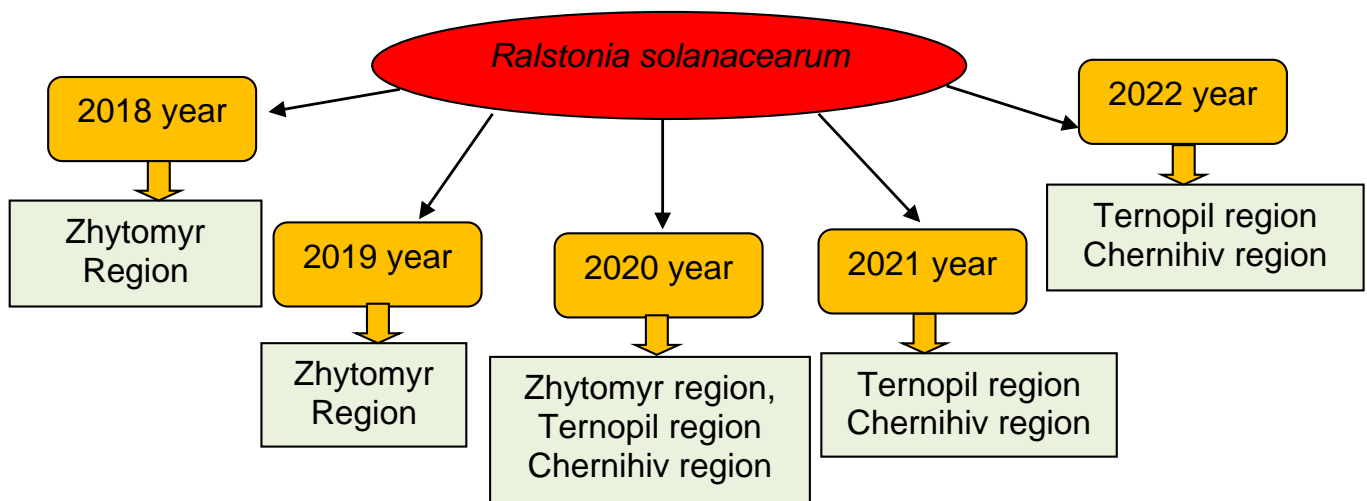 Ralstonia solanacearum
2018 year
Zhytomyr
Region
2019 year
Zhytomyr
Region
2020 year
Zhytomyr region,
Ternopil region
Chernihiv region
2021 year
Ternopil region
Chernihiv region
2022 year
Ternopil region
Chernihiv region